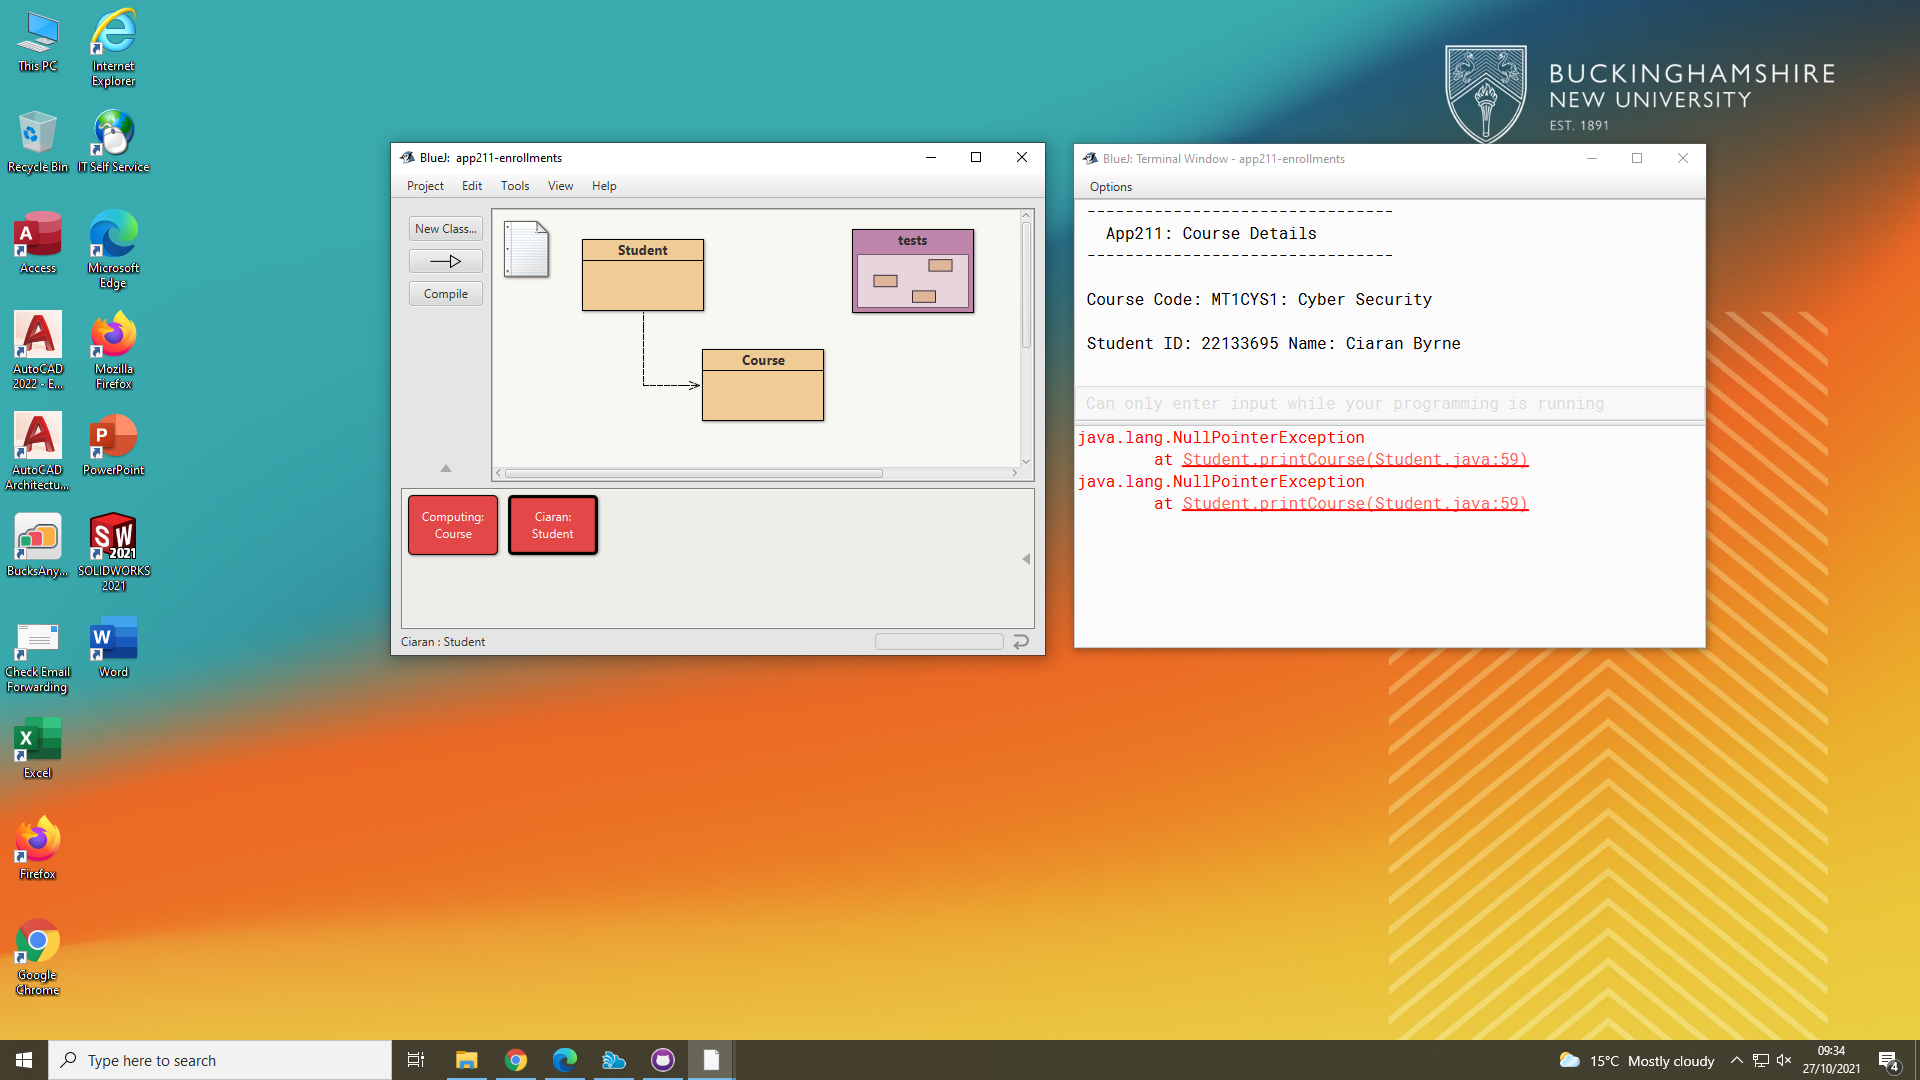 This PC
Internet
Explorer
Recycle Bin
IT Self Service
Access
Microsoft
Edge
AutoCAD
2022 - E...
Mozilla
Firefox
AutoCAD
Architectu...
PowerPoint
BucksAny...
SOLIDWORKS
2021
SW
2021
Check Email
Forwarding
Word
Excel
Firefox
Google
Chrome
BUCKINGHAMSHIRE
NEW UNIVERSITY
EST. 1891
BlueJ: app211-enrollments
Project Edit Tools View Help
New Class...
Compile
Student
tests
Course
Computing:
Course
Ciaran:
Student
Ciaran : Student
BlueJ: Terminal Window - app211-enrollments
Options
--------------------------------
App211: Course Details
--------------------------------
Course Code: MT1CYS1: Cyber Security
Student ID: 22133695 Name: Ciaran Byrne
Can only enter input while your programming is running
java.lang.NullPointerException
at Student.printCourse(Student.java:59)
java.lang.NullPointerException
at Student.printCourse(Student.java:59)
Type here to search
15°C Mostly cloudy
09:34
27/10/2021
4